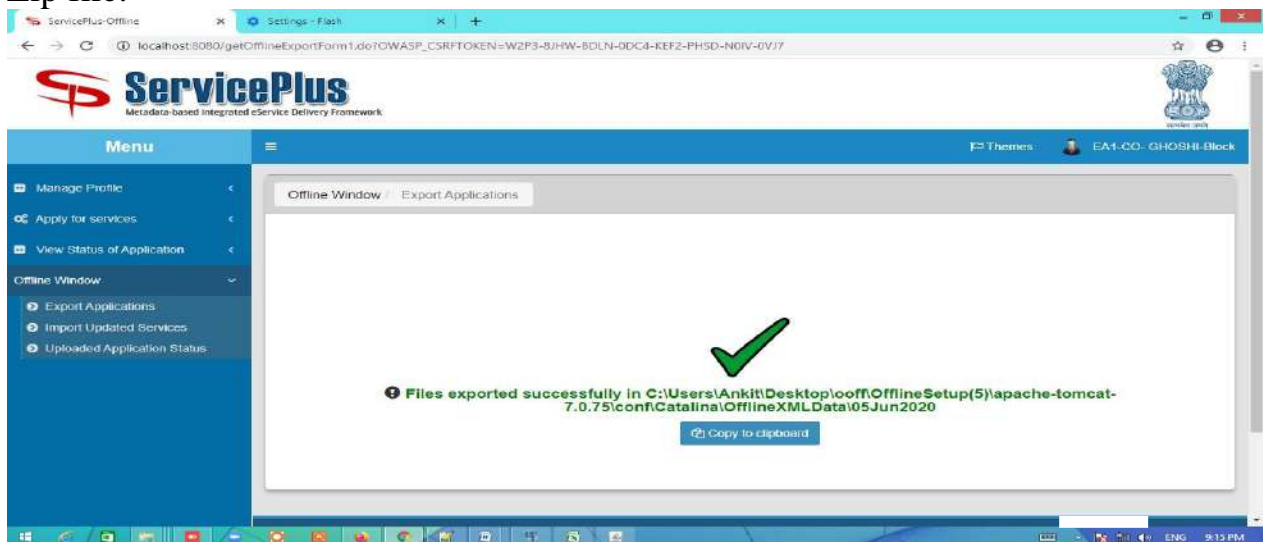 zip file.
ServicePlus-Offline
Settings - Flash
localhost:8080/getOfflineExportForm1.do?OWASP_CSRFTOKEN=W2P3-8JHW-BDLN-0DC4-KEF2-PHSD-N0IV-0VJ7
ServicePlus
Metadata-based Integrated eService Delivery Framework
सत्यमेव जयते
Menu
Themes
EA1-CO- GHOSHI-Block
Manage Profile
Offline Window / Export Applications
Apply for services
View Status of Application
Offline Window
Export Applications
Import Updated Services
Uploaded Application Status
Files exported successfully in C:\Users\Ankit\Desktop\ooff\OfflineSetup(5)\apache-tomcat-
7.0.75\conf\Catalina\OfflineXMLData\05Jun2020
Copy to clipboard
ENG 9:15 PM